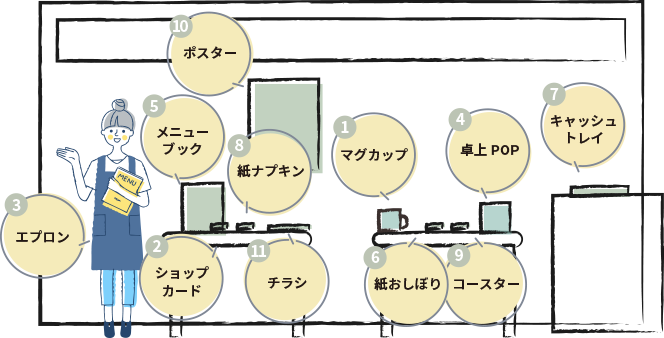 10
ポスター
5
メニュー
ブック
8
紙ナプキン
1
マグカップ
4
卓上 POP
7
キャッシュ
トレイ
MENU
3
エプロン
2
ショップ
カード
11
チラシ
6
紙おしぼり
9
コースター